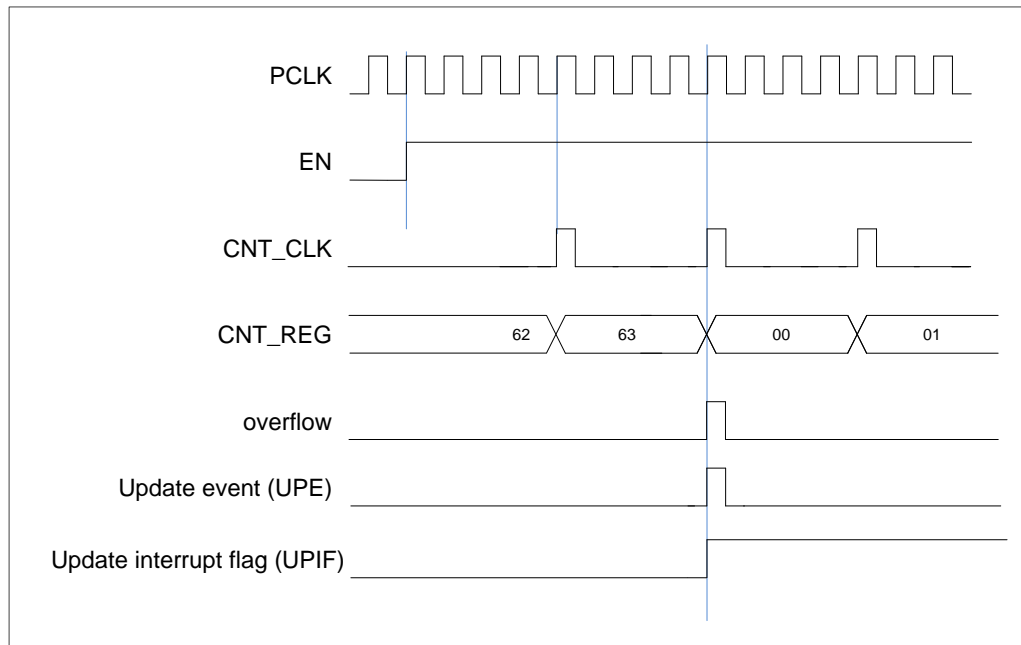 PCLK
EN
CNT_CLK
CNT_REG
62
63
00
01
overflow
Update event (UPE)
Update interrupt flag (UPIF)